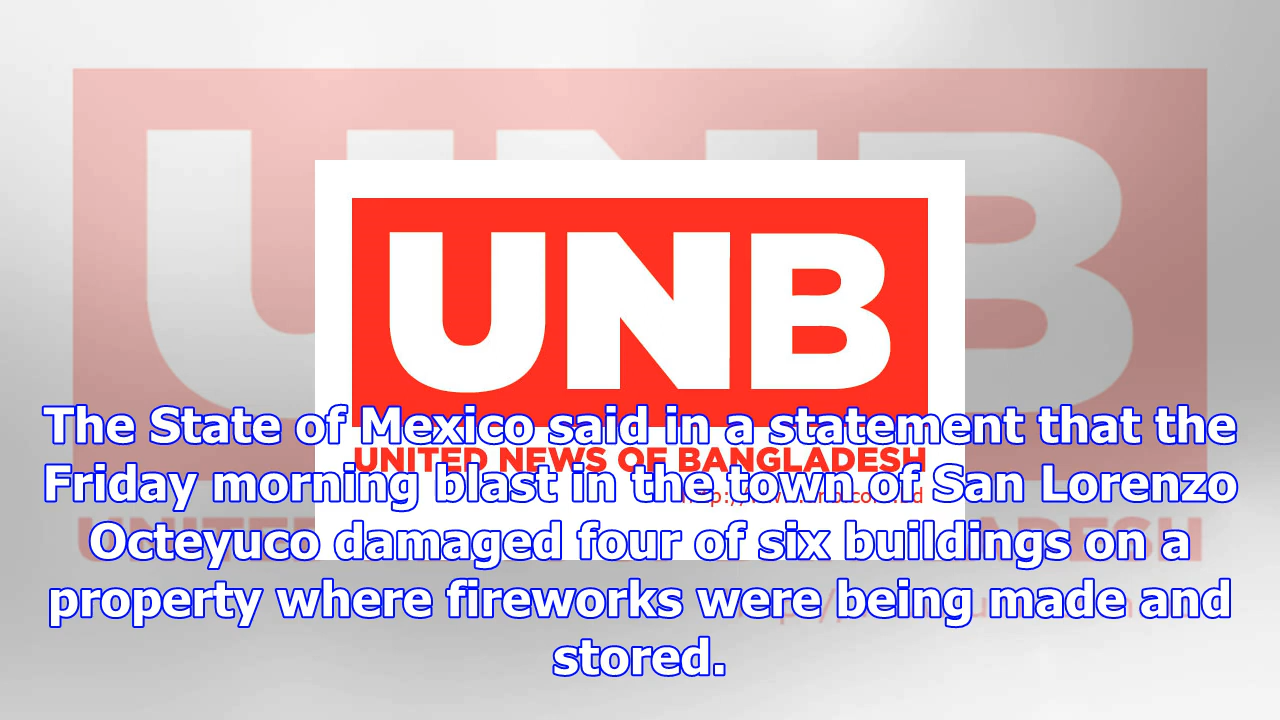 UNB
The State of Mexico said in a statement that the
UNITED NEWS OF BANGLADESH
Friday morning blast in the town of San Lorenzo
Octeyuco damaged four of six buildings on a
property where fireworks were being made and
stored.